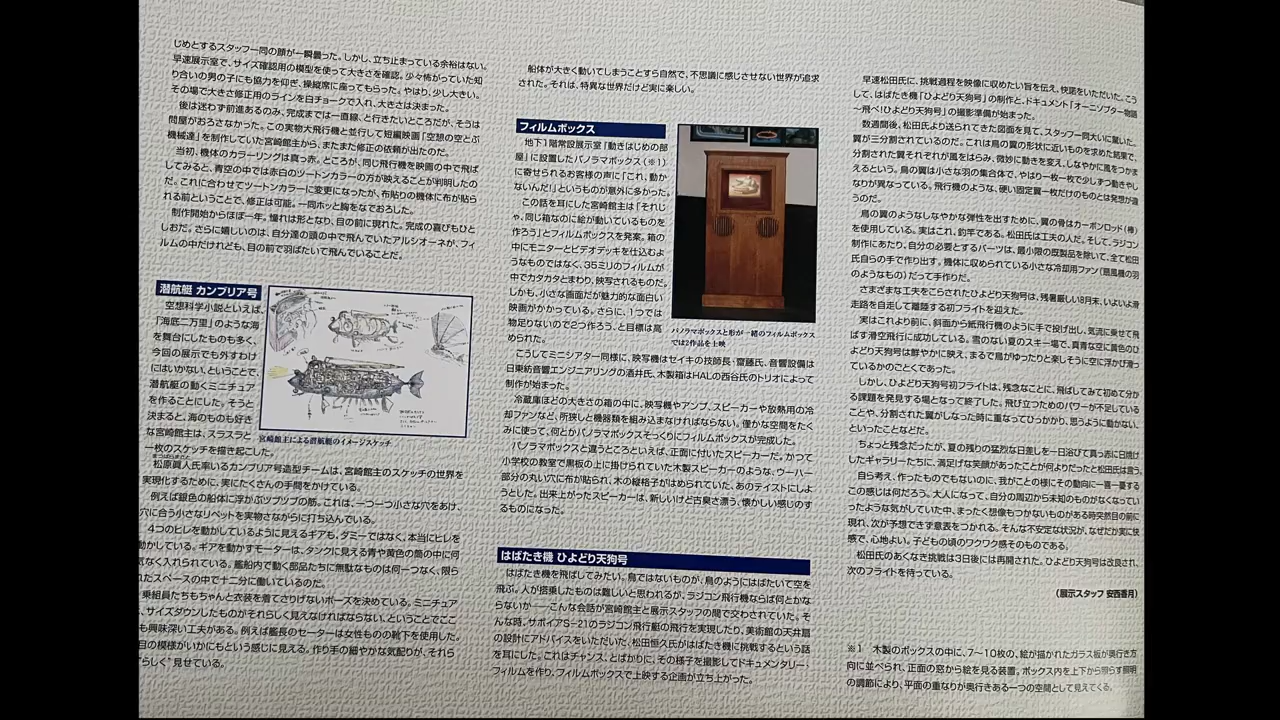 じめとするスタッフ一同の顔が一瞬曇った。しかし、立ち止まっている余裕はない。
早速展示室で、サイズ確認用の模型を使って大きさを確認。少々怖がっていた知
り合いの男の子にも協力を仰ぎ、操縦席に座ってもらった。やはり、少し大きい。
その場で大きさ修正用のラインを白チョークで入れ、大きさは決まった。
後は迷わず前進あるのみ、完成までは一直線、と行きたいところだが、そうは
問屋がおろさなかった。この実物大飛行機と並行して短編映画「空想の空とぶ
機械達」を制作していた宮崎館主から、またまた修正の依頼が出たのだ。
当初、機体のカラーリングは真っ赤。ところが、同じ飛行機を映画の中で飛ば
してみると、青空の中では赤白のツートンカラーの方が映えることが判明したの
だ。これに合わせてツートンカラーに変更になったが、布貼りの機体に布が貼ら
れる前ということで、修正は可能。一同ホッと胸をなでおろした。
制作開始からほぼ一年。憧れは形となり、目の前に現れた。完成の喜びもひと
しおだ。さらに嬉しいのは、自分達の頭の中で飛んでいたアルシオーネが、フィ
ルムの中だけれども、目の前で羽ばたいて飛んでいることだ。
潜航艇 カンブリア号
空想科学小説といえば、
「海底二万里」のような海
を舞台にしたものも多く、
今回の展示でも外すわけ
にはいかない、ということで
潜航艇の動くミニチュア
を作ることにした。そうと
決まると、海のものも好き
な宮崎館主は、スラスラと
一枚のスケッチを描き起こした。
宮崎館主による潜航艇のイメージスケッチ
松原眞人氏率いるカンブリア号造型チームは、宮崎館主のスケッチの世界を
実現化するために、実にたくさんの手間をかけている。
例えば銀色の船体に浮かぶツブツブの筋。これは、一つ一つ小さな穴をあけ、
穴に合う小さなリベットを実物さながらに打ち込んでいる。
4つのヒレを動かしているように見えるギアも、ダミーではなく、本当にヒレを
動かしている。ギアを動かすモーターは、タンクに見える青や黄色の筒の中に何
気なく入れられている。艦船内で動く部品たちに無駄なものは何一つなく、限ら
れたスペースの中で十二分に働いているのだ。
乗組員たちもちゃんと衣装を着てさりげないポーズを決めている。ミニチュア
、サイズダウンしたものがそれらしく見えなければならない、ということでここ
も興味深い工夫がある。例えば艦長のセーターは女性ものの靴下を使用した。
目の模様がいかにもという感じに見える。作り手の細やかな気配りが、それら
“らしく”見せている。
船体が大きく動いてしまうことすら自然で、不思議に感じさせない世界が追求
された。それは、特異な世界だけど実に楽しい。
フィルムボックス
地下1階常設展示室「動きはじめの部
屋」に設置したパノラマボックス(※1)
に寄せられるお客様の声に「これ、動か
ないんだ!」というものが意外に多かった。
この話を耳にした宮崎館主は「それじ
ゃ、同じ箱なのに絵が動いているものを
作ろう」とフィルムボックスを発案。箱の
中にモニターとビデオデッキを仕込むよ
うなものではなく、35ミリのフィルムが
中でカタカタとまわり、映写されるものだ。
しかも、小さな画面だが魅力的な面白い
映画がかかっている。さらに、1つでは
物足りないので2つ作ろう、と目標は高
められた。
パノラマボックスと形が一緒のフィルムボックス
では2作品を上映
こうしてミニシアター同様に、映写機はセイキの技師長・齋藤氏、音響設備は
日東紡音響エンジニアリングの酒井氏、木製箱はHALの西谷氏のトリオによって
制作が始まった。
冷蔵庫ほどの大きさの箱の中に、映写機やアンプ、スピーカーや放熱用の冷
却ファンなど、所狭しと機器類を組み込まなければならない。僅かな空間をたく
みに使って、何とかパノラマボックスそっくりにフィルムボックスが完成した。
パノラマボックスと違うところといえば、正面に付いたスピーカーだ。かつて
小学校の教室で黒板の上に掛けられていた木製スピーカーのような、ウーハー
部分の丸い穴に布が貼られ、木の縦格子がはめられていた、あのテイストにしよ
うとした。出来上がったスピーカーは、新しいけど古臭さ漂う、懐かしい感じのす
るものになった。
はばたき機 ひよどり天狗号
はばたき機を飛ばしてみたい。鳥ではないものが、鳥のようにはばたいて空を
飛ぶ。人が搭乗したものは難しいと思われるが、ラジコン飛行機ならば何とかな
らないか――こんな会話が宮崎館主と展示スタッフの間で交わされていた。そ
んな時、サボイアS-21のラジコン飛行艇の飛行を実現したり、美術館の天井扇
の設計にアドバイスをいただいた、松田恒久氏がはばたき機に挑戦するという話
を耳にした。これはチャンス、とばかりに、その様子を撮影してドキュメンタリー・
フィルムを作り、フィルムボックスで上映する企画が立ち上がった。
早速松田氏に、挑戦過程を映像に収めたい旨を伝え、快諾をいただいた。こう
して、はばたき機「ひよどり天狗号」の制作と、ドキュメント「オーニソプター物語
～飛べ!ひよどり天狗号」の撮影準備が始まった。
数週間後、松田氏より送られてきた図面を見て、スタッフ一同大いに驚いた。
翼が三分割されているのだ。これは鳥の翼の形状に近いものを求めた結果で、
分割された翼それぞれが風をはらみ、微妙に動きを変え、しなやかに風をつかま
えるという。鳥の翼は小さな羽の集合体で、やはり一枚一枚で少しずつ動きやし
なりが異なっている。飛行機のような、硬い固定翼一枚だけのものとは発想が違
うのだ。
鳥の翼のようなしなやかな弾性を出すために、翼の骨はカーボンロッド(棒)
を使用している。実はこれ、釣竿である。松田氏は工夫の人だ。そして、ラジコン
制作にあたり、自分の必要とするパーツは、最小限の既製品を除いて、全て松田
氏自らの手で作り出す。機体に収められている小さな冷却用ファン(扇風機の羽
のようなもの)だって手作りだ。
さまざまな工夫をこらされたひよどり天狗号は、残暑厳しい8月末、いよいよ滑
走路を自走して離陸する初フライトを迎えた。
実はこれより前に、斜面から紙飛行機のように手で投げ出し、気流に乗せて飛
ばす滑空飛行に成功している。雪のない夏のスキー場で、真青な空に黄色のひ
よどり天狗号は鮮やかに映え、まるで鳥がゆったりと楽しそうに空に浮かび滑っ
ているかのごとくであった。
しかし、ひよどり天狗号初フライトは、残念なことに、飛ばしてみて初めて分か
る課題を発見する場となって終了した。飛び立つためのパワーが不足している
ことや、分割された翼がしなった時に重なってひっかかり、思うように動かない、
といったことなどだ。
ちょっと残念だったが、夏の残りの猛烈な日差しを一日浴びて真っ赤に日焼け
したギャラリーたちに、満足げな笑顔があったことが何よりだったと松田氏は言う。
自ら考え、作ったものでもないのに、我がことの様にその動向に一喜一憂する
この感じは何だろう。大人になって、自分の周辺から未知のものがなくなってい
ったような気がしていた中、まったく想像もつかないものがある時突然目の前に
現れ、次が予想できず意表をつかれる。そんな不安定な状況が、なぜだか実に快
感で、心地よい。子どもの頃のワクワク感そのものである。
松田氏のあくなき挑戦は3日後には再開された。ひよどり天狗号は改良され、
次のフライトを待っている。
(展示スタッフ 安西香月)
※1 木製のボックスの中に、7～10枚の、絵が描かれたガラス板が奥行き方
向に並べられ、正面の窓から絵を見る装置。ボックス内を上下から照らす照明
の調節により、平面の重なりが奥行きある一つの空間として見えてくる。